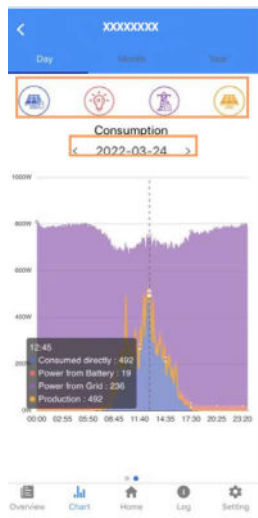 XXXXXXXX
Day Month Year
Consumption
< 2022-03-24 >
1000W
800W
600W
400W
200W
0W
12:45
Consumed directly : 492
Power from Battery : 19
Power from Grid : 236
Production : 492
00:00 02:55 05:50 08:45 11:40 14:35 17:30 20:25 23:20
Overview Chart Home Log Setting